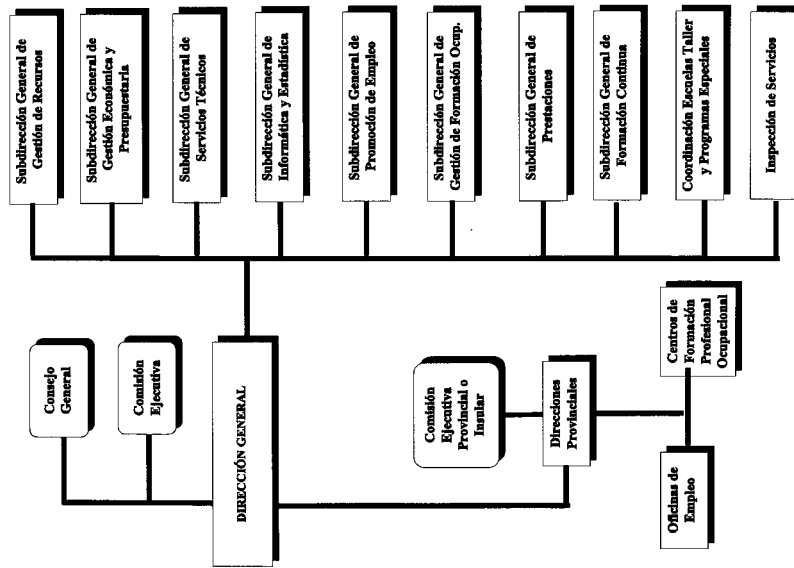 Consejo
General
Comisión
Ejecutiva
DIRECCIÓN GENERAL
Comisión
Ejecutiva
Provincial o
Insular
Direcciones
Provinciales
Oficinas de
Empleo
Centros de
Formación
Profesional
Ocupacional
Subdirección General de
Gestión de Recursos
Subdirección General de
Gestión Económica y
Presupuestaria
Subdirección General de
Servicios Técnicos
Subdirección General de
Informática y Estadística
Subdirección General de
Promoción de Empleo
Subdirección General de
Gestión de Formación Ocup.
Subdirección General de
Prestaciones
Subdirección General de
Formación Contínua
Coordinación Escuelas Taller
y Programas Especiales
Inspección de Servicios